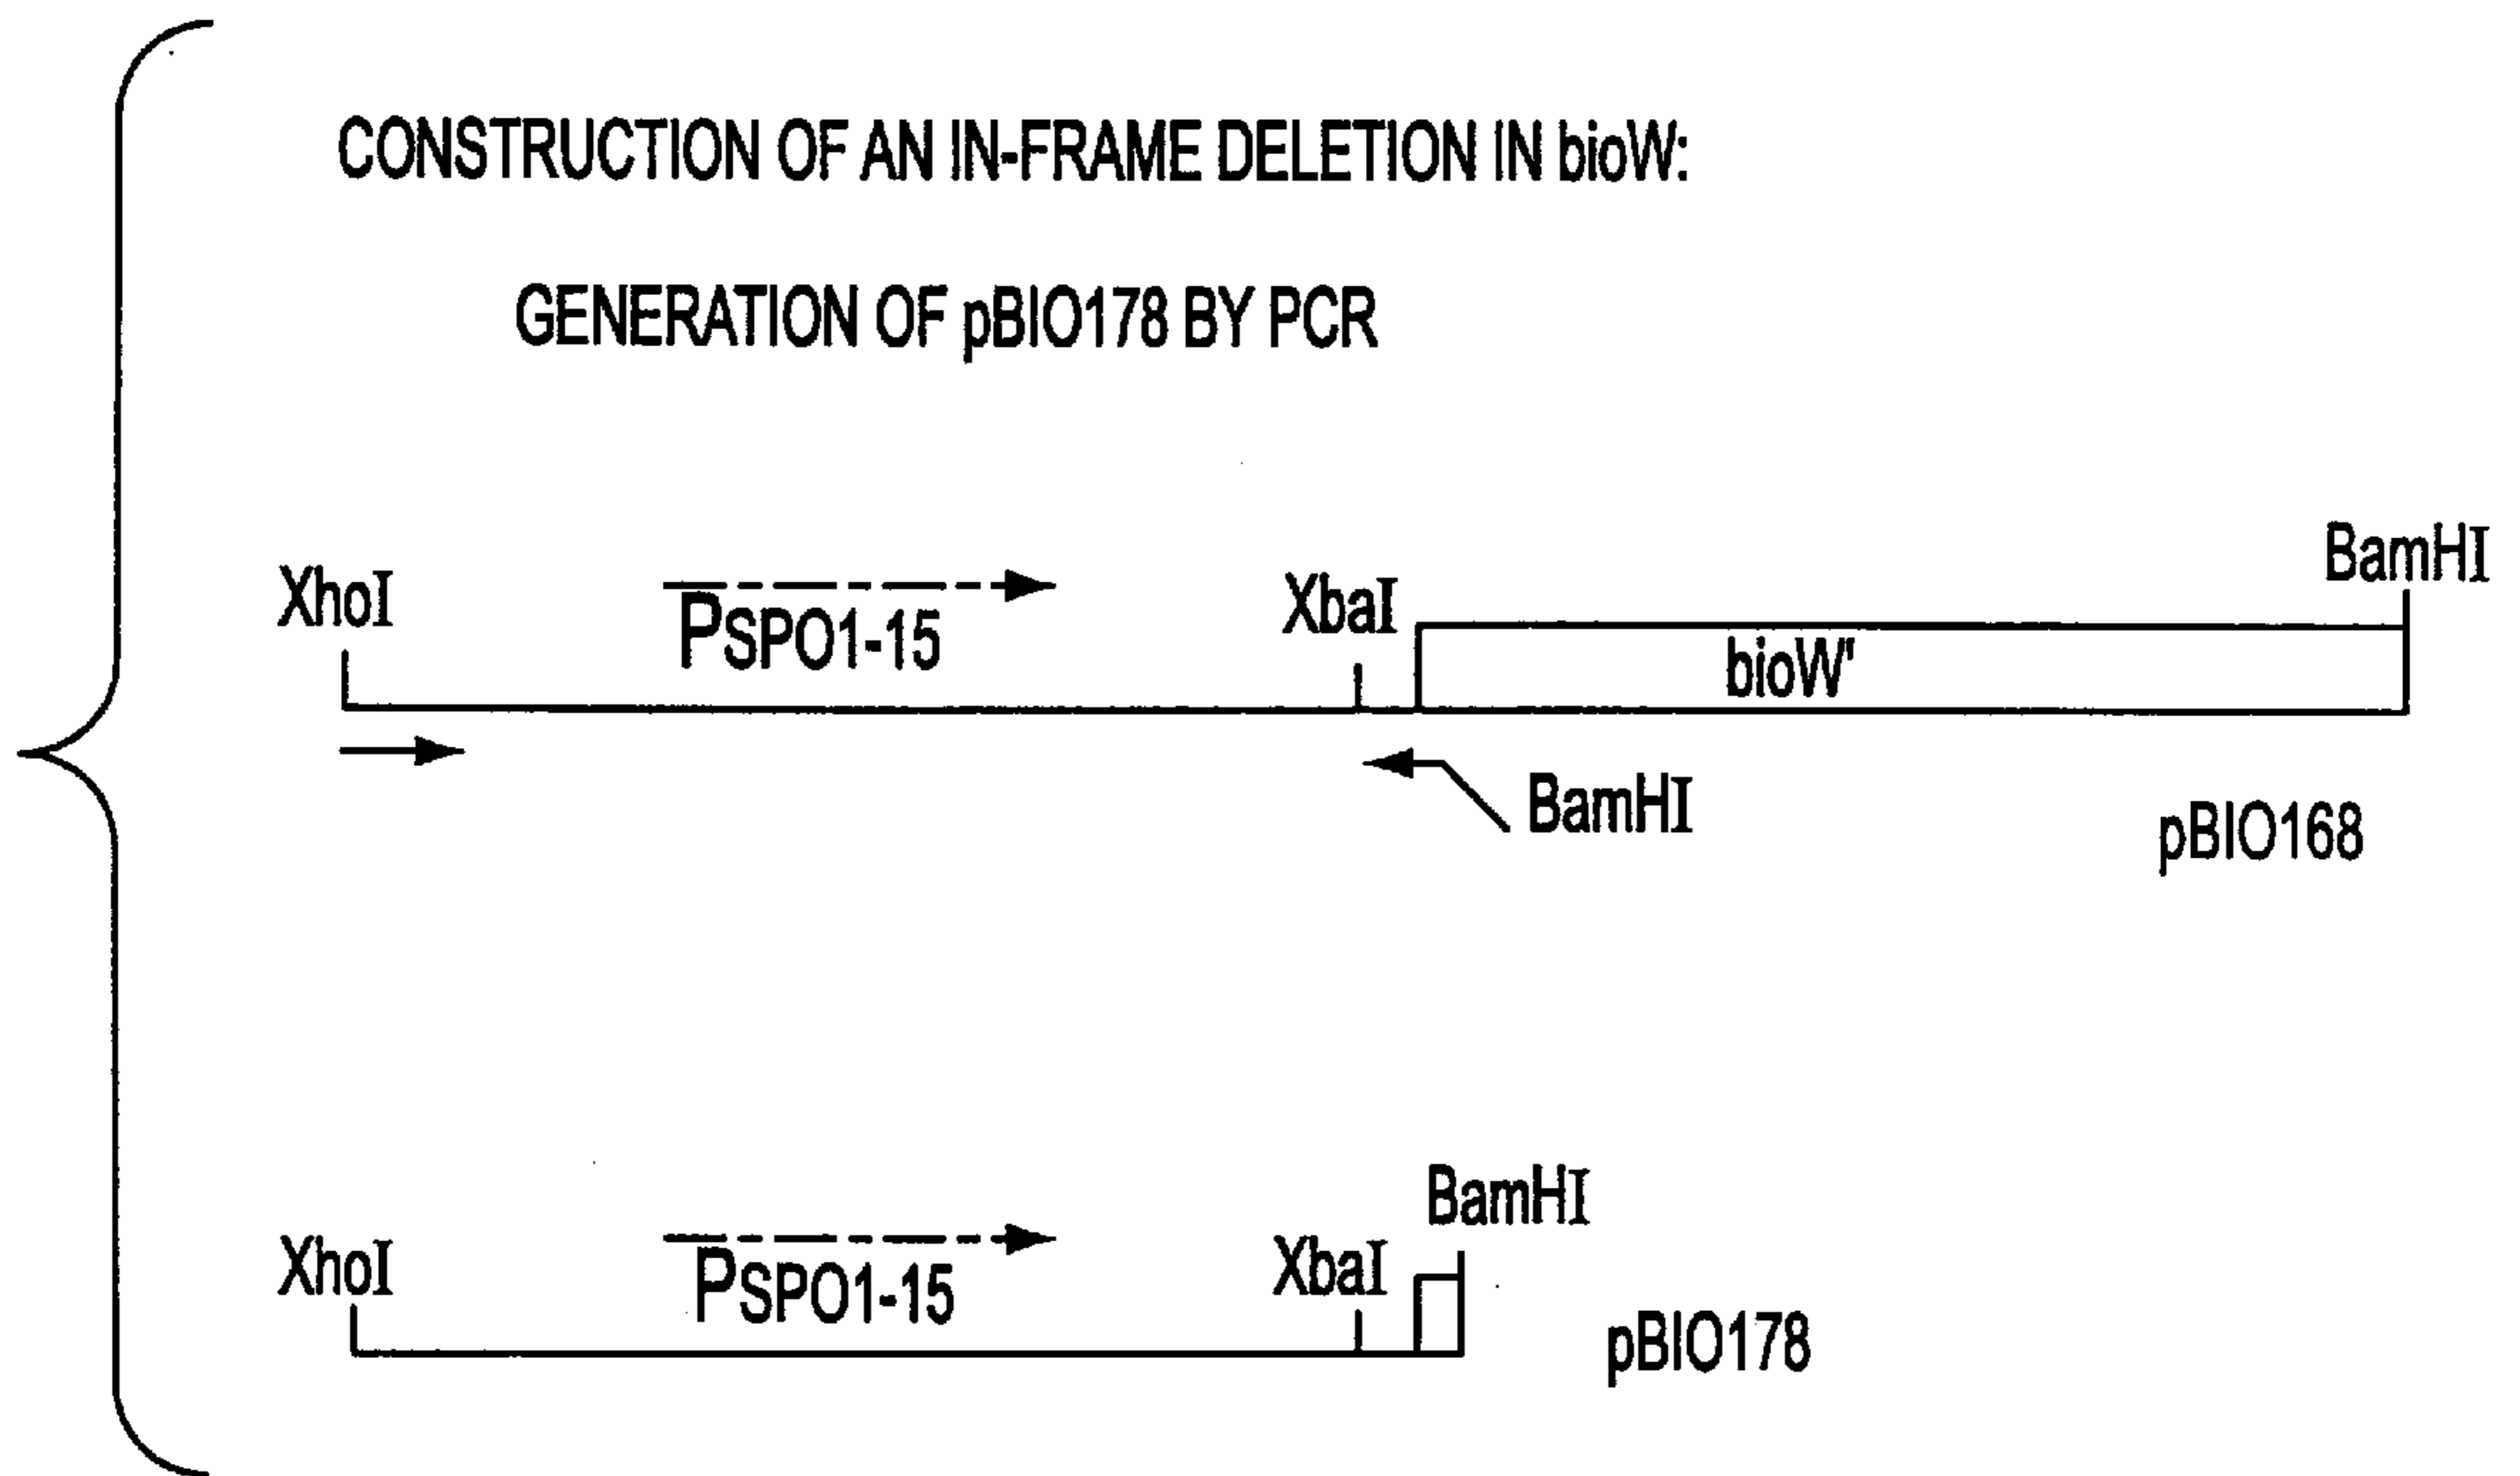 CONSTRUCTION OF AN IN-FRAME DELETION IN bioW:
GENERATION OF pBIO178 BY PCR
XhoI
PSPO1-15
XbaI
BamHI
bioW'
BamHI
pBIO168
XhoI
PSPO1-15
XbaI
BamHI
pBIO178